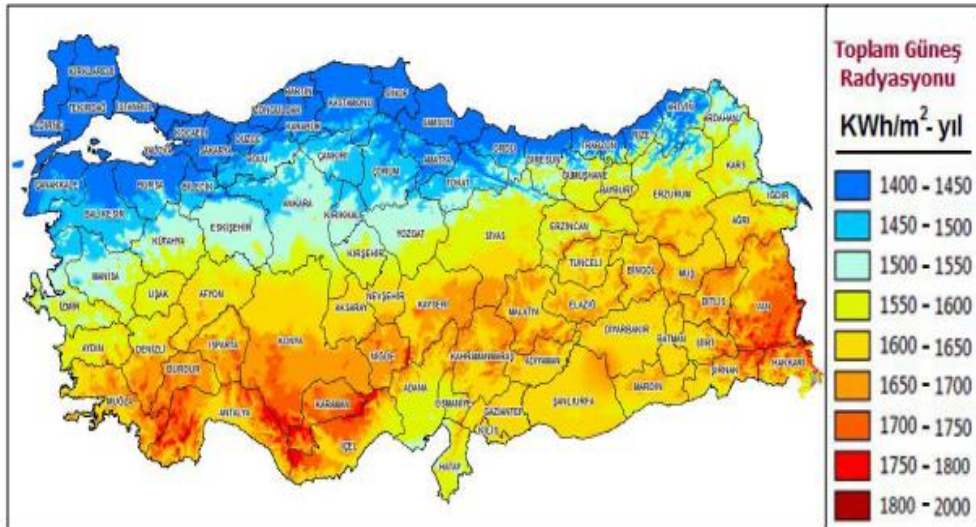 KIRKLARELİ
TEKİRDAĞ
İSTANBUL
EDİRNE
KOCAELİ
YALOVA
SAKARYA
DÜZCE
BOLU
ZONGULDAK
BARTIN
KARABÜK
KASTAMONU
SİNOP
SAMSUN
ÇANKIRI
ÇORUM
AMASYA
TOKAT
ORDU
GİRESUN
TRABZON
RİZE
ARTVİN
ARDAHAN
KARS
IĞDIR
GÜMÜŞHANE
BAYBURT
ERZURUM
AĞRI
ÇANAKKALE
BURSA
BİLECİK
BALIKESİR
ESKİŞEHİR
ANKARA
KIRIKKALE
KÜTAHYA
YOZGAT
SİVAS
ERZİNCAN
TUNCELİ
BİNGÖL
MUŞ
KIRŞEHİR
MANİSA
İZMİR
UŞAK
AFYON
AKSARAY
NEVŞEHİR
KAYSERİ
MALATYA
ELAZIĞ
BİTLİS
VAN
AYDIN
DENİZLİ
ISPARTA
KONYA
NİĞDE
KAHRAMANMARAŞ
ADIYAMAN
DİYARBAKIR
BATMAN
SİİRT
ŞIRNAK
HAKKARİ
BURDUR
MUĞLA
ANTALYA
KARAMAN
İÇEL
ADANA
OSMANİYE
GAZİANTEP
KİLİS
ŞANLIURFA
MARDİN
HATAY
Toplam Güneş
Radyasyonu
KWh/m²- yıl
1400 - 1450
1450 - 1500
1500 - 1550
1550 - 1600
1600 - 1650
1650 - 1700
1700 - 1750
1750 - 1800
1800 - 2000